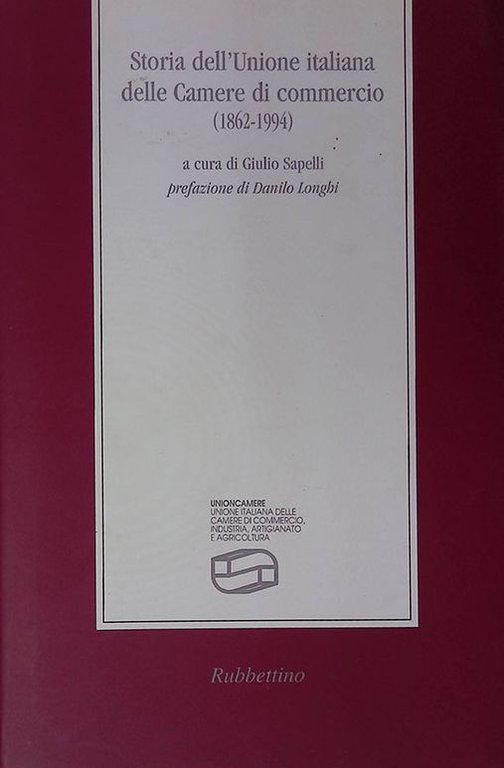 Storia dell'Unione italiana
delle Camere di commercio
(1862-1994)
a cura di Giulio Sapelli
prefazione di Danilo Longhi
UNIONCAMERE
UNIONE ITALIANA DELLE
CAMERE DI COMMERCIO,
INDUSTRIA, ARTIGIANATO
E AGRICOLTURA
Rubbettino